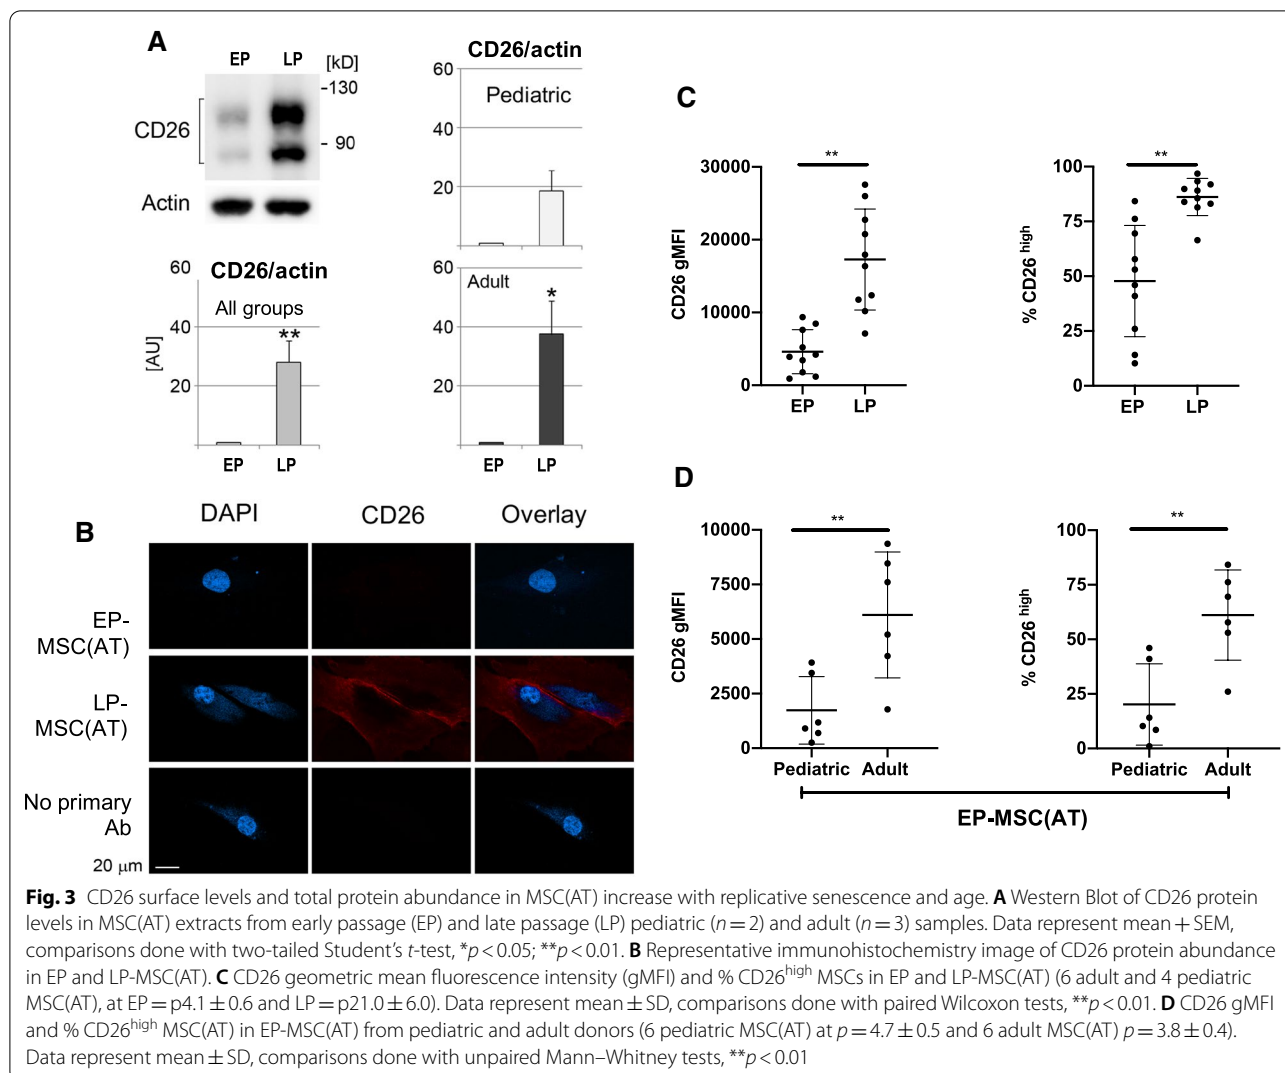 A
EP LP [kD]
-130
CD26
- 90
Actin
CD26/actin
60
Pediatric
40
20
60
CD26/actin
All groups
40
**
[AU]
20
EP LP
60
Adult
*
40
20
EP LP
B
DAPI CD26 Overlay
EP-
MSC(AT)
LP-
MSC(AT)
No primary
Ab
20 μm
C
**
30000
20000
10000
0
CD26 gMFI
EP LP
**
100
75
50
25
0
% CD26 high
EP LP
D
**
10000
7500
5000
2500
0
CD26 gMFI
Pediatric Adult
**
100
75
50
25
0
% CD26 high
Pediatric Adult
EP-MSC(AT)
Fig. 3 CD26 surface levels and total protein abundance in MSC(AT) increase with replicative senescence and age. A Western Blot of CD26 protein
levels in MSC(AT) extracts from early passage (EP) and late passage (LP) pediatric (n = 2) and adult (n = 3) samples. Data represent mean + SEM,
comparisons done with two-tailed Student's t-test, *p < 0.05; **p < 0.01. B Representative immunohistochemistry image of CD26 protein abundance
in EP and LP-MSC(AT). C CD26 geometric mean fluorescence intensity (gMFI) and % CD26high MSCs in EP and LP-MSC(AT) (6 adult and 4 pediatric
MSC(AT), at EP = p4.1 ± 0.6 and LP = p21.0 ± 6.0). Data represent mean ± SD, comparisons done with paired Wilcoxon tests, **p < 0.01. D CD26 gMFI
and % CD26high MSC(AT) in EP-MSC(AT) from pediatric and adult donors (6 pediatric MSC(AT) at p = 4.7 ± 0.5 and 6 adult MSC(AT) p = 3.8 ± 0.4).
Data represent mean ± SD, comparisons done with unpaired Mann–Whitney tests, **p < 0.01